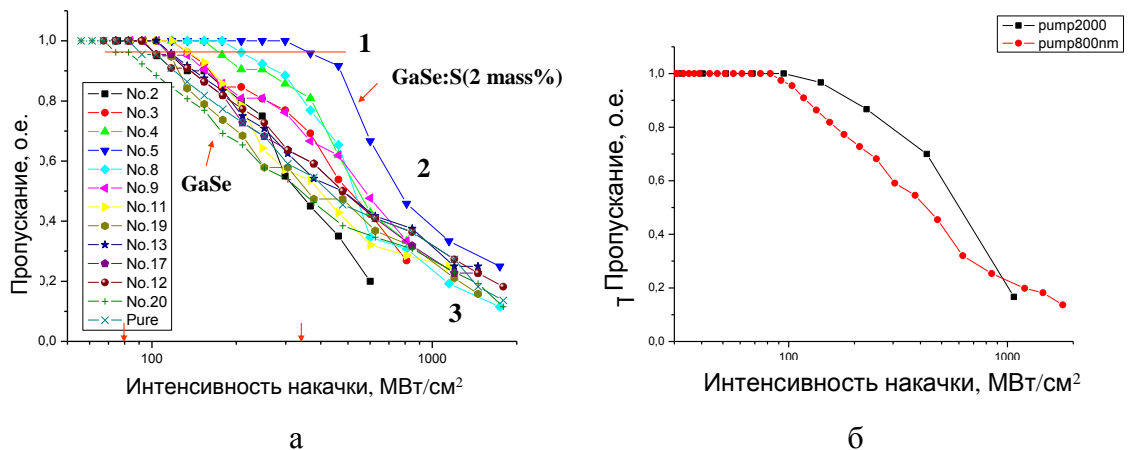 1,0
0,8
0,6
0,4
0,2
0,0
Пропускание, о.е.
No.2
No.3
No.4
No.5
No.8
No.9
No.11
No.19
No.13
No.17
No.12
No.20
Pure
1
GaSe:S(2 mass%)
2
GaSe
3
100
1000
Интенсивность накачки, МВт/см²
а
pump2000
pump800nm
1,0
0,8
0,6
0,4
0,2
0,0
Пропускание, о.е.
100
1000
Интенсивность накачки, МВт/см²
б